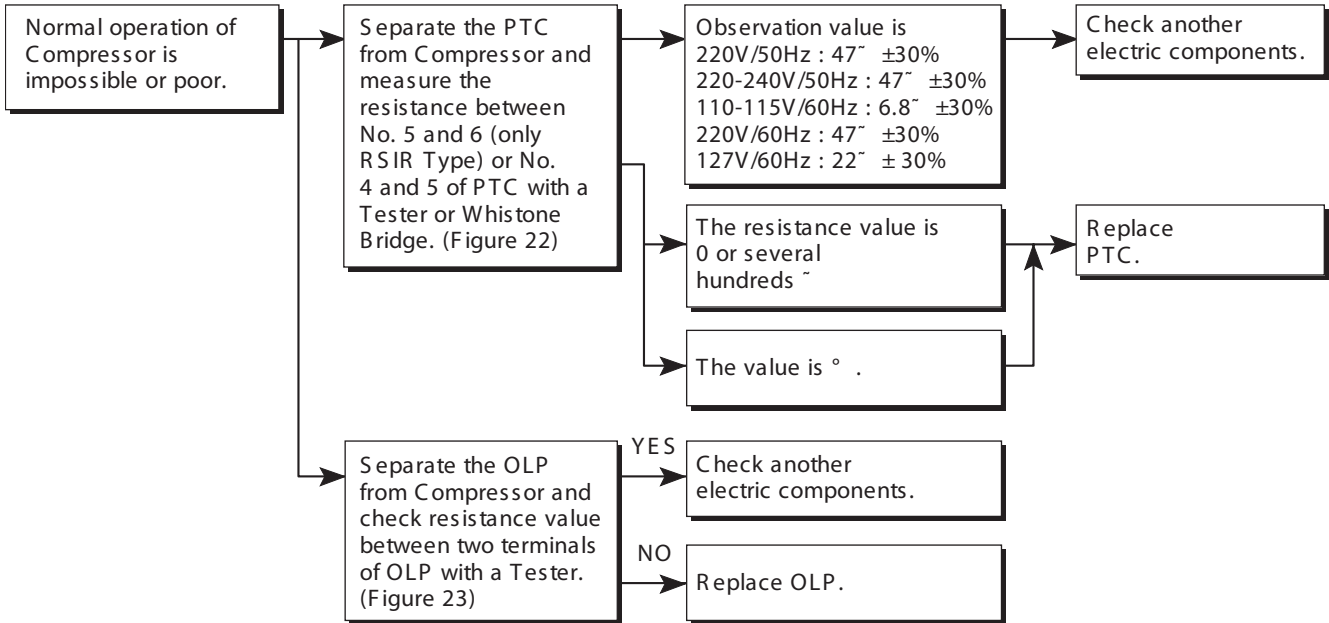 Normal operation of
Compressor is
impossible or poor.
Separate the PTC
from Compressor and
measure the
resistance between
No. 5 and 6 (only
RSIR Type) or No.
4 and 5 of PTC with a
Tester or Whistone
Bridge. (Figure 22)
Observation value is
220V/50Hz : 47˜ ±30%
220-240V/50Hz : 47˜ ±30%
110-115V/60Hz : 6.8˜ ±30%
220V/60Hz : 47˜ ±30%
127V/60Hz : 22˜ ± 30%
Check another
electric components.
The resistance value is
0 or several
hundreds ˜
Replace
PTC.
The value is ° .
Separate the OLP
from Compressor and
check resistance value
between two terminals
of OLP with a Tester.
(Figure 23)
YES
Check another
electric components.
NO
Replace OLP.